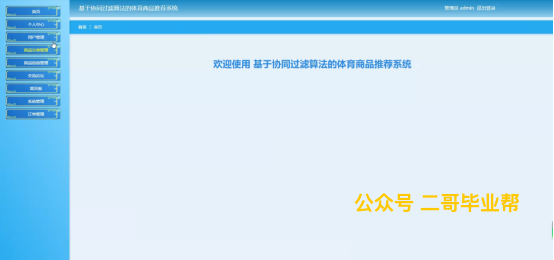 基于协同过滤算法的体育商品推荐系统
管理员 admin 退出登录
首页
个人中心
用户管理
商品分类管理
商品信息管理
交流论坛
留言板
系统管理
订单管理
首页
欢迎使用 基于协同过滤算法的体育商品推荐系统
公众号 二哥毕业帮